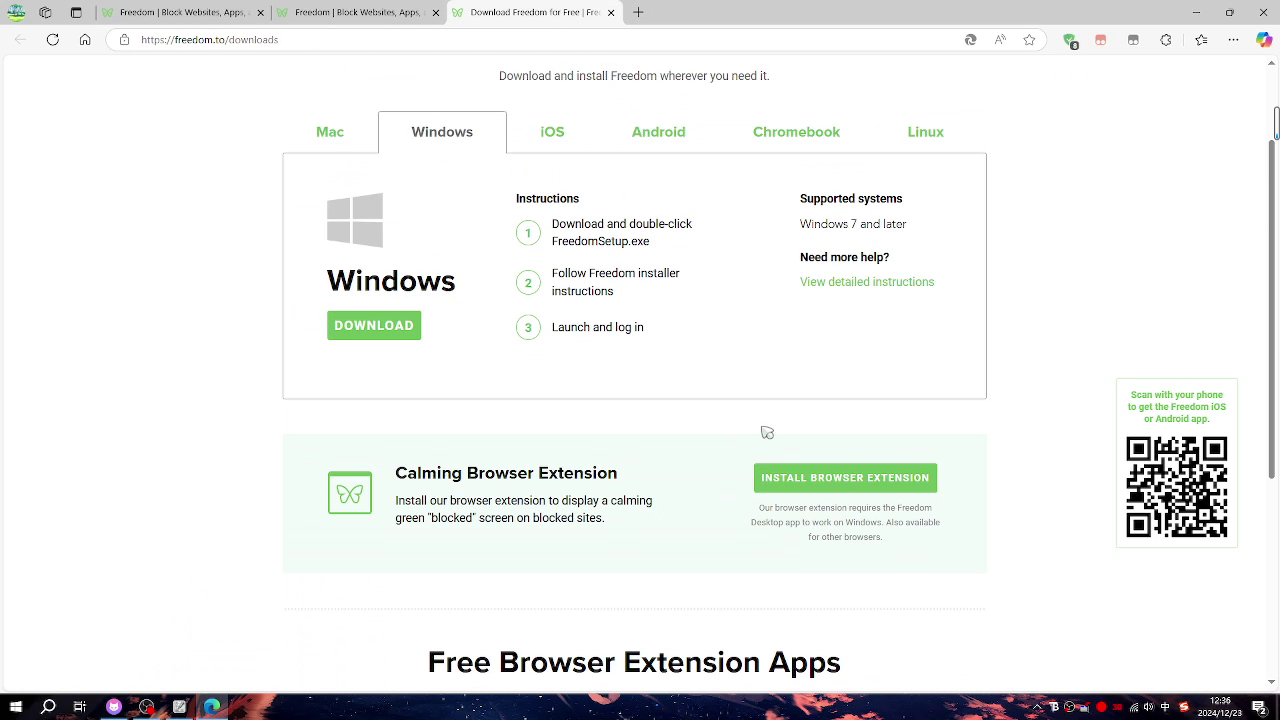 Freedom | Block Websites, Apps, a
Download for Free | Free
https://freedom.to/downloads
8
Download and install Freedom wherever you need it.
Mac
Windows
iOS
Android
Chromebook
Linux
Windows
DOWNLOAD
Instructions
1
Download and double-click
FreedomSetup.exe
2
Follow Freedom installer
instructions
3
Launch and log in
Supported systems
Windows 7 and later
Need more help?
View detailed instructions
Scan with your phone
to get the Freedom iOS
or Android app.
Calming Browser Extension
Install our browser extension to display a calming
green "blocked" screen on blocked sites.
INSTALL BROWSER EXTENSION
Our browser extension requires the Freedom
Desktop app to work on Windows. Also available
for other browsers.
Free Browser Extension Apps
中
12:36
2024/12/23